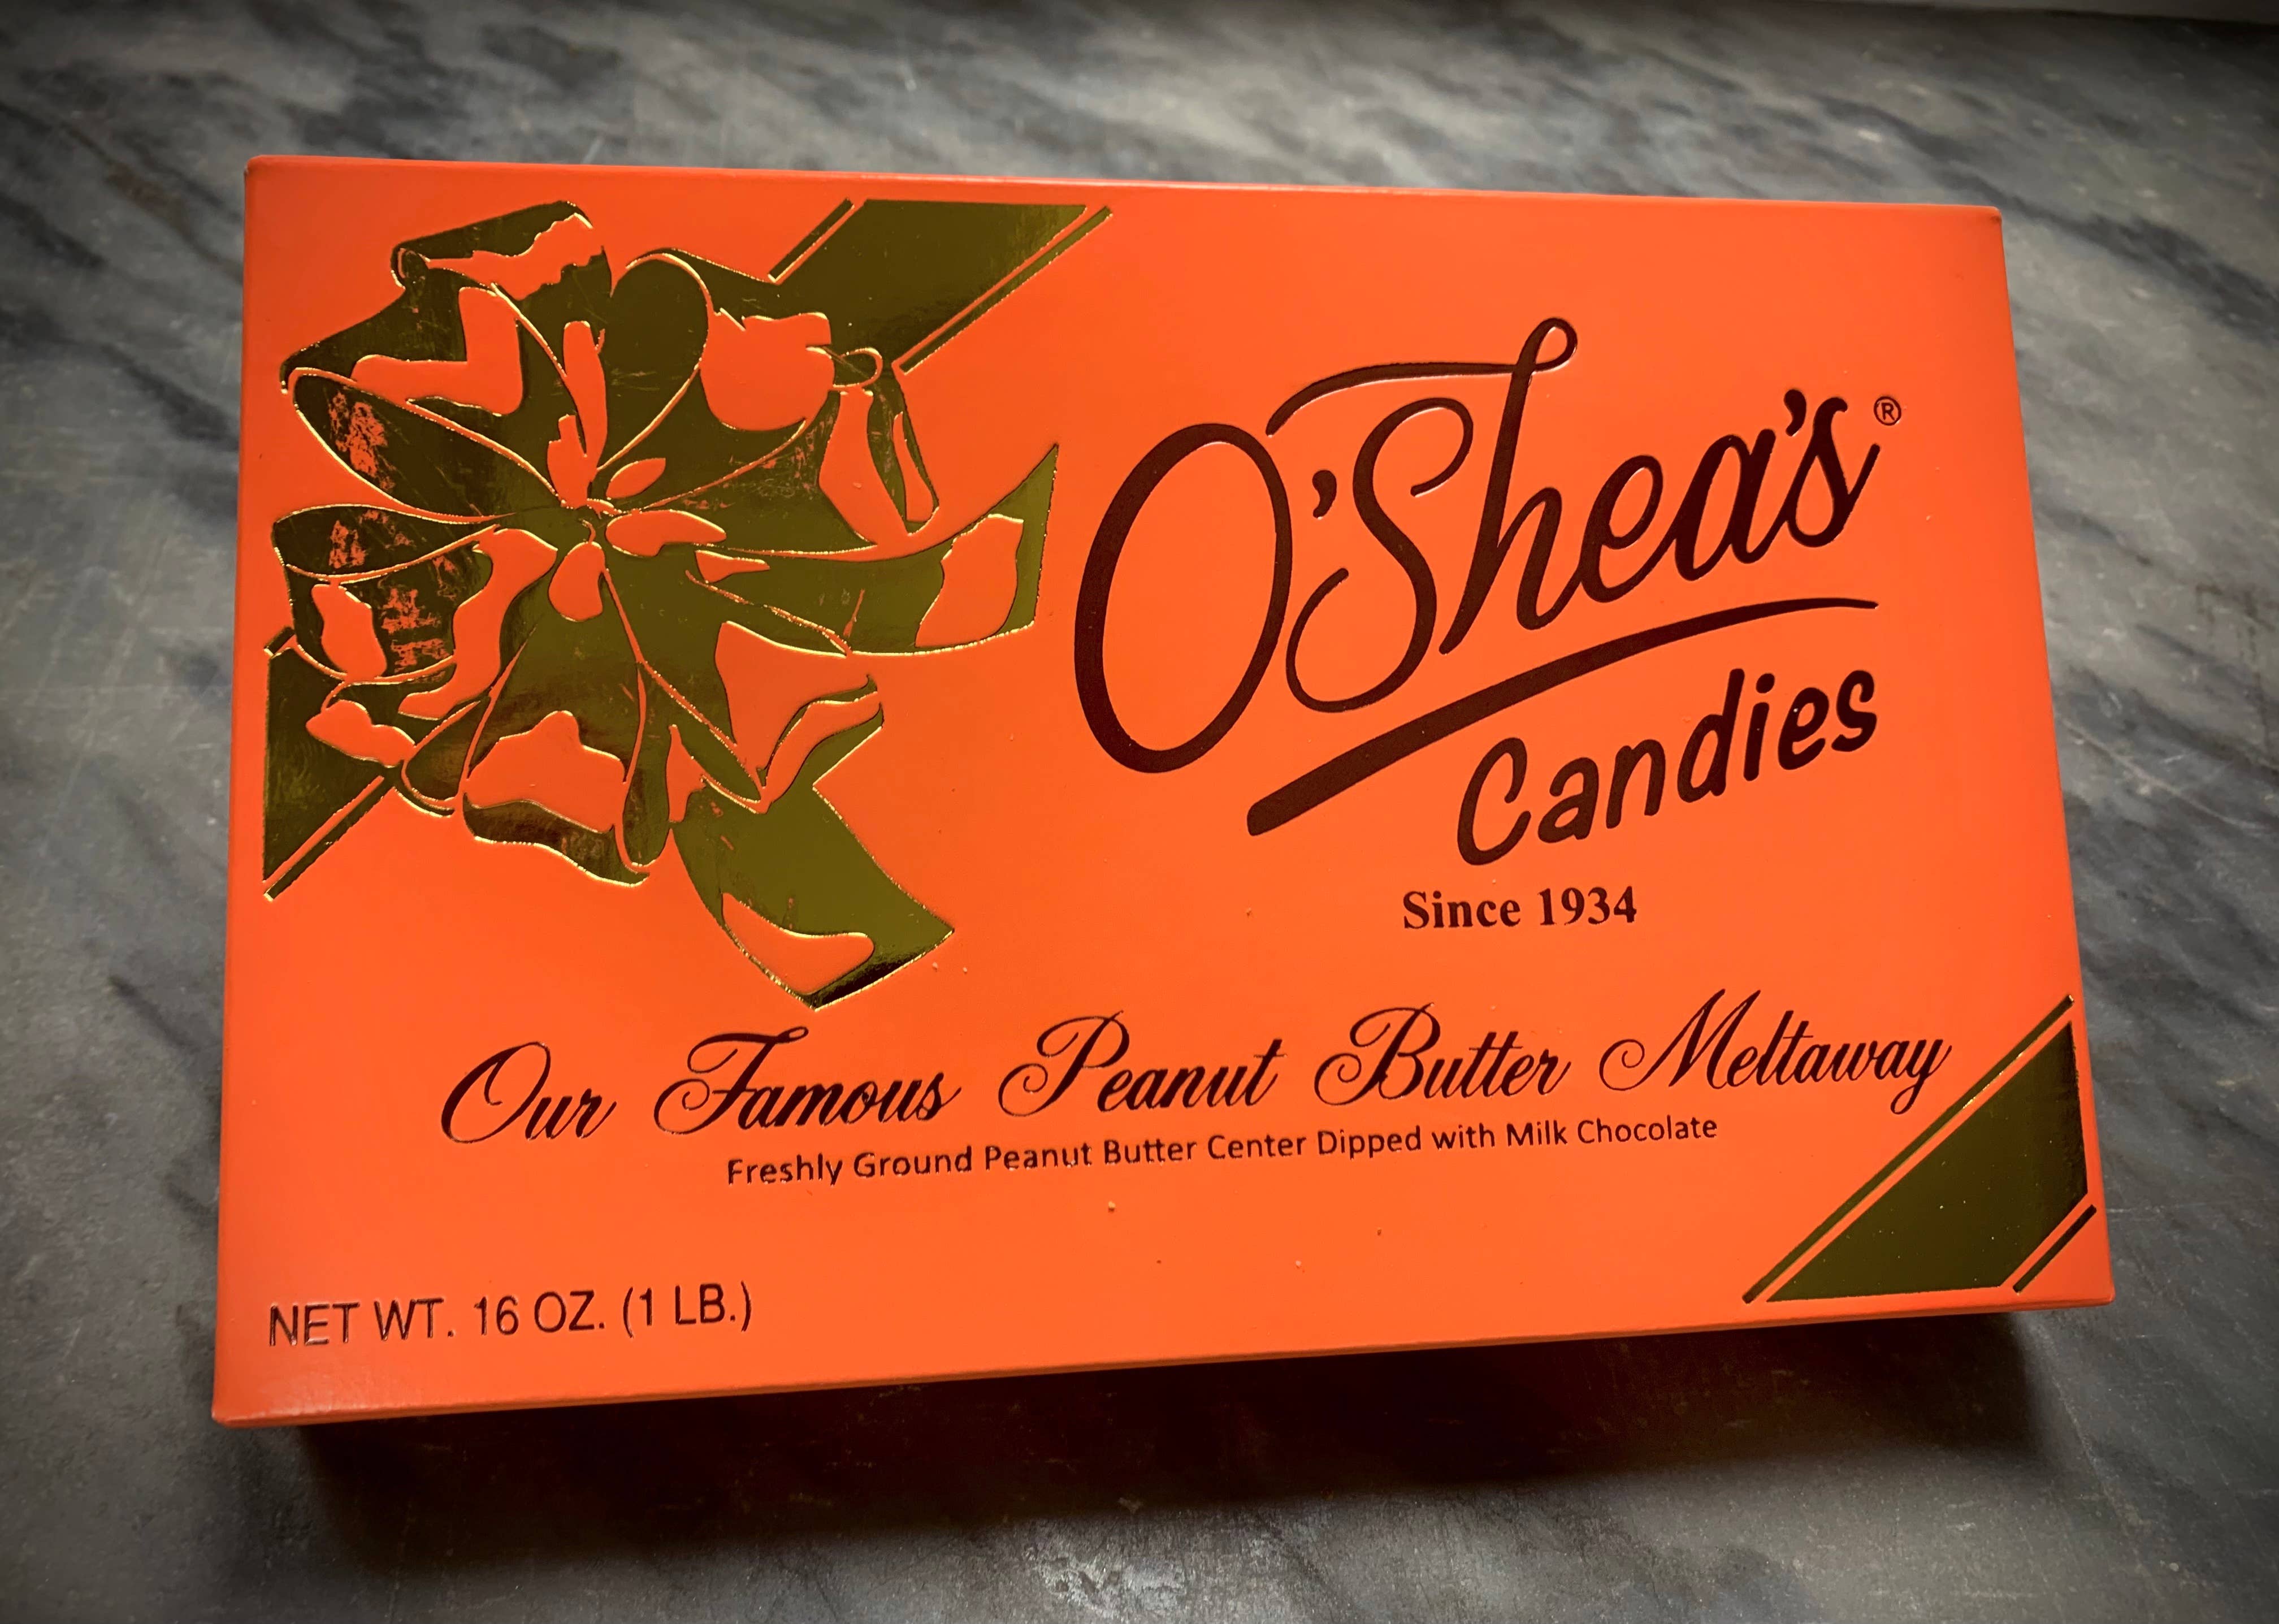 O'Shea's®
Candies
Since 1934
Our Famous Peanut Butter Meltaway
Freshly Ground Peanut Butter Center Dipped with Milk Chocolate
NET WT. 16 OZ. (1 LB.)